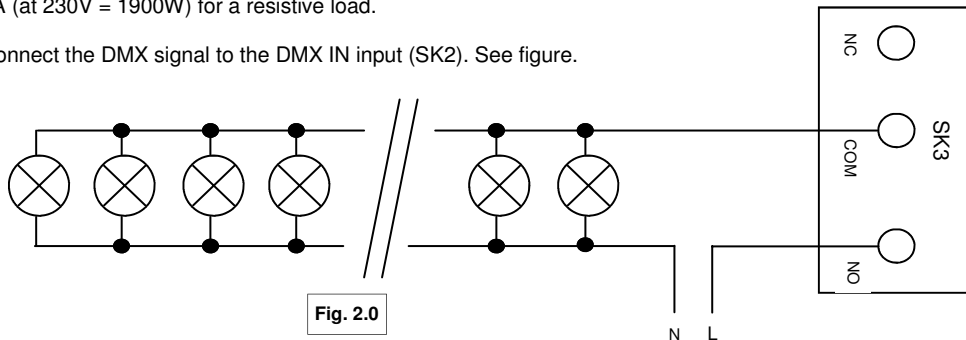 (at 230V = 1900W) for a resistive load.
connect the DMX signal to the DMX IN input (SK2). See figure.
NC
SK3
COM
NO
Fig. 2.0
N L